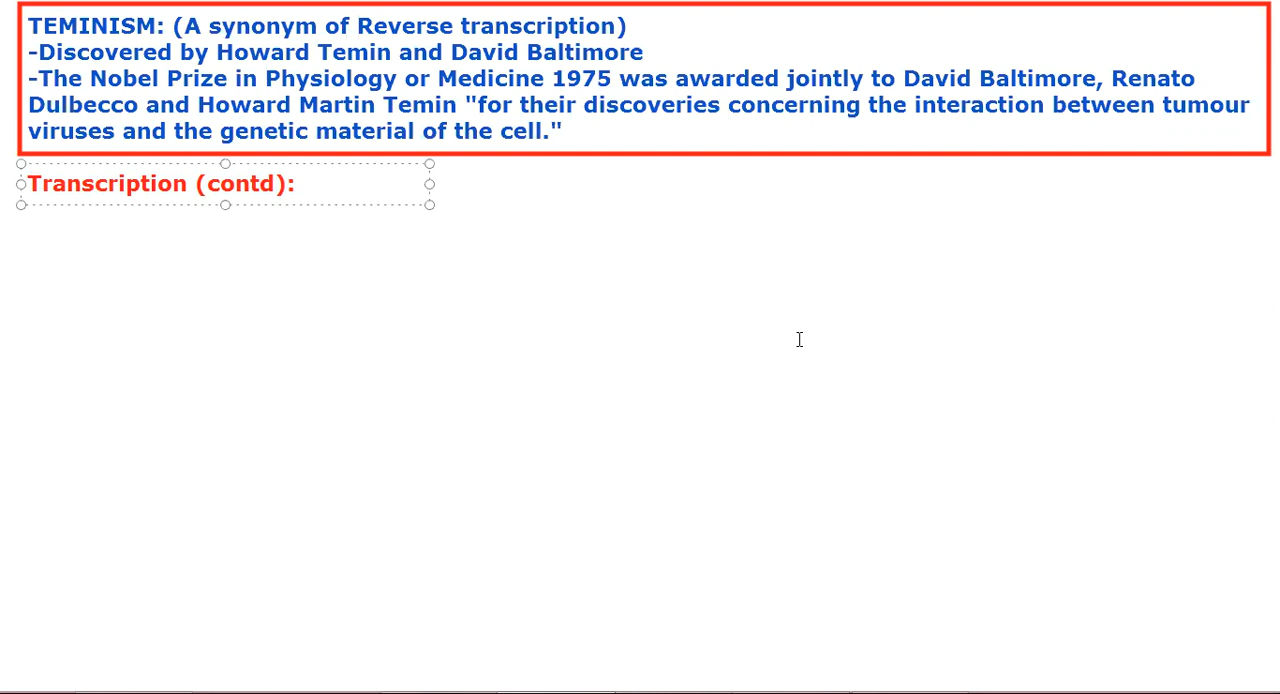 TEMINISM: (A synonym of Reverse transcription)
-Discovered by Howard Temin and David Baltimore
-The Nobel Prize in Physiology or Medicine 1975 was awarded jointly to David Baltimore, Renato
Dulbecco and Howard Martin Temin "for their discoveries concerning the interaction between tumour
viruses and the genetic material of the cell."
Transcription (contd):